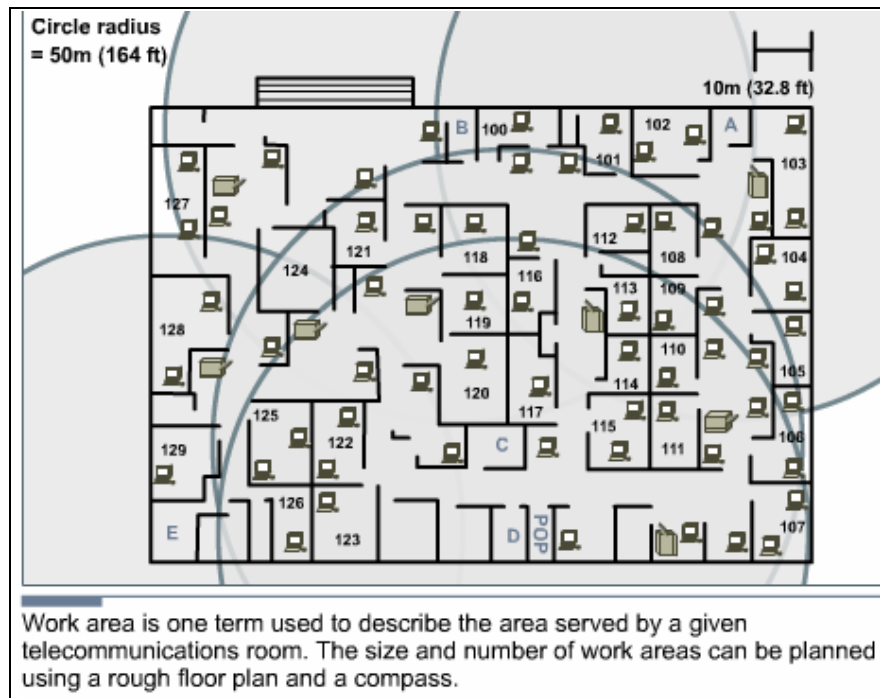 Circle radius
= 50m (164 ft)
10m (32.8 ft)
B 100 102 A
101 103
127
121 112 108
118 104
124 116
113 109
128 119
110 105
120 114
125 117
122 115 106
C 111
129
126 107
E 123 D POP
Work area is one term used to describe the area served by a given
telecommunications room. The size and number of work areas can be planned
using a rough floor plan and a compass.